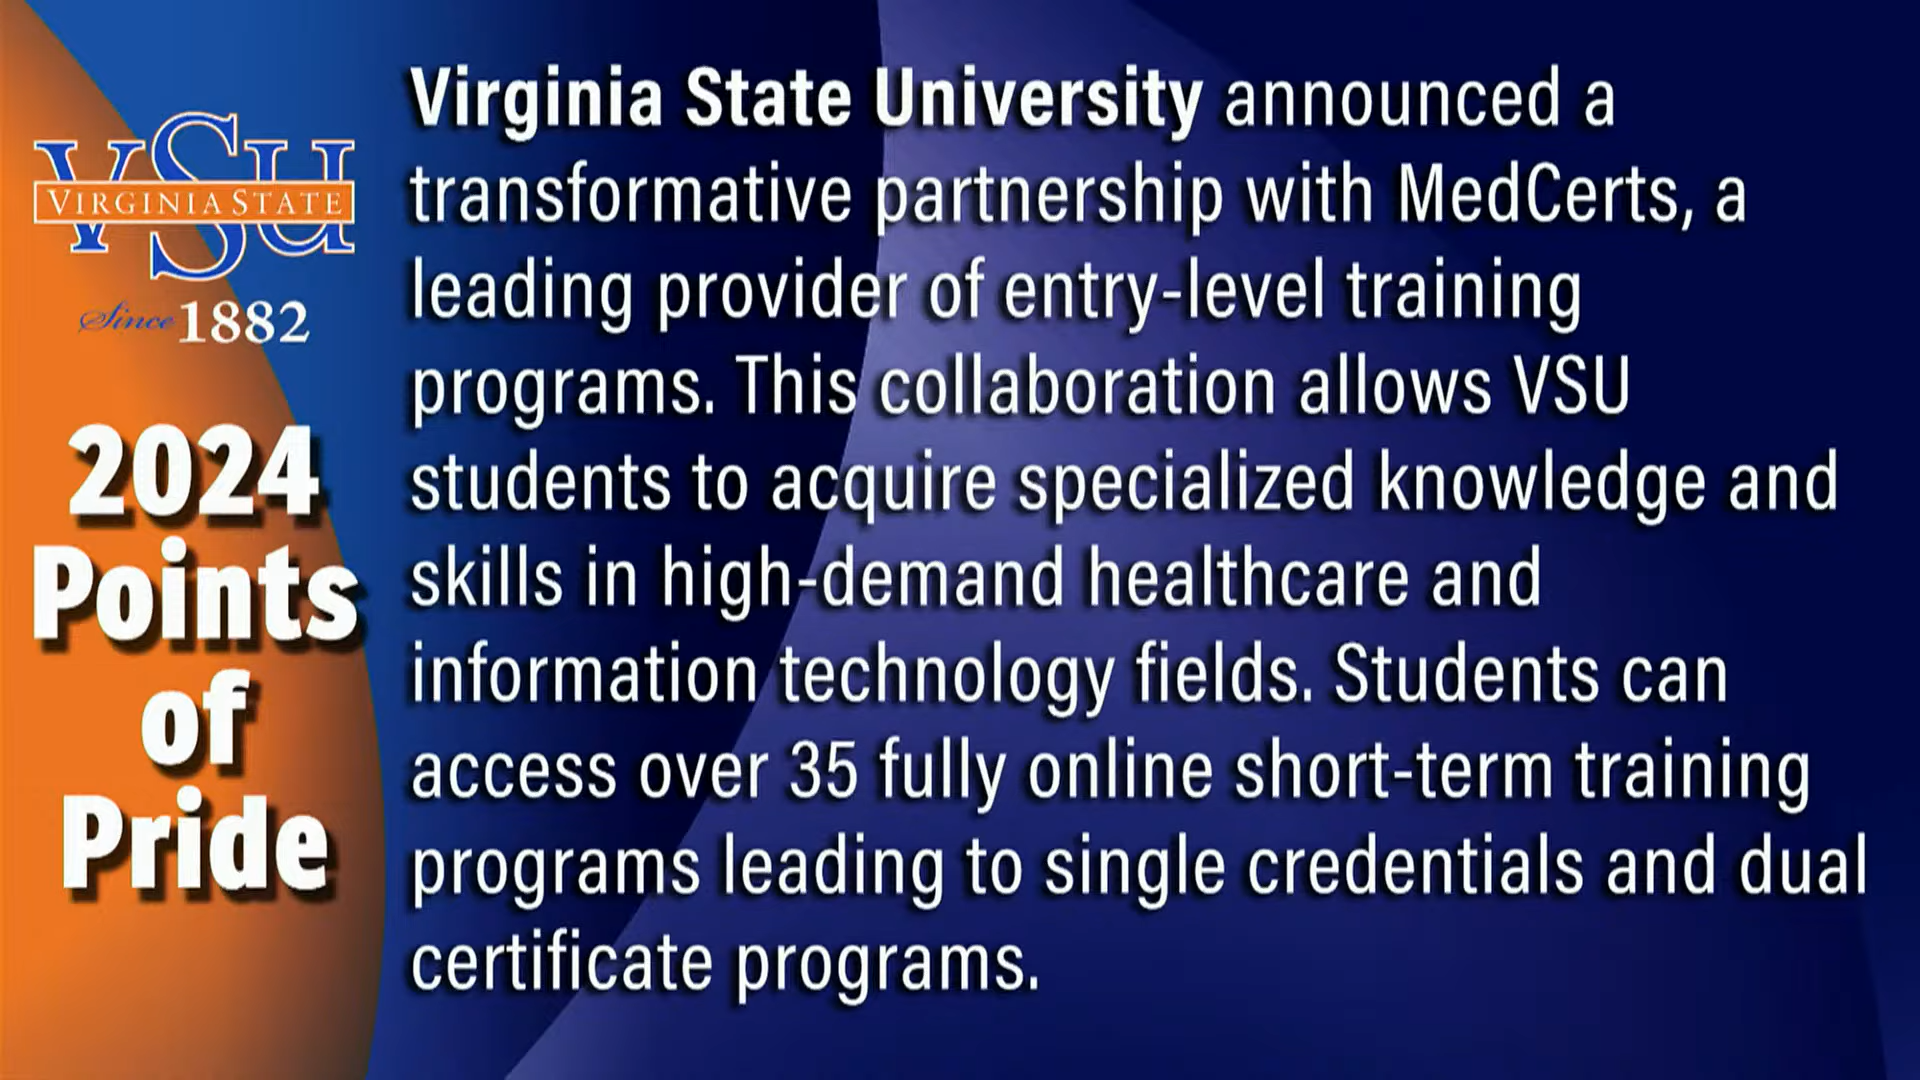 VSU
VIRGINIA STATE
Since 1882
2024
Points
of
Pride
Virginia State University announced a
transformative partnership with MedCerts, a
leading provider of entry-level training
programs. This collaboration allows VSU
students to acquire specialized knowledge and
skills in high-demand healthcare and
information technology fields. Students can
access over 35 fully online short-term training
programs leading to single credentials and dual
certificate programs.